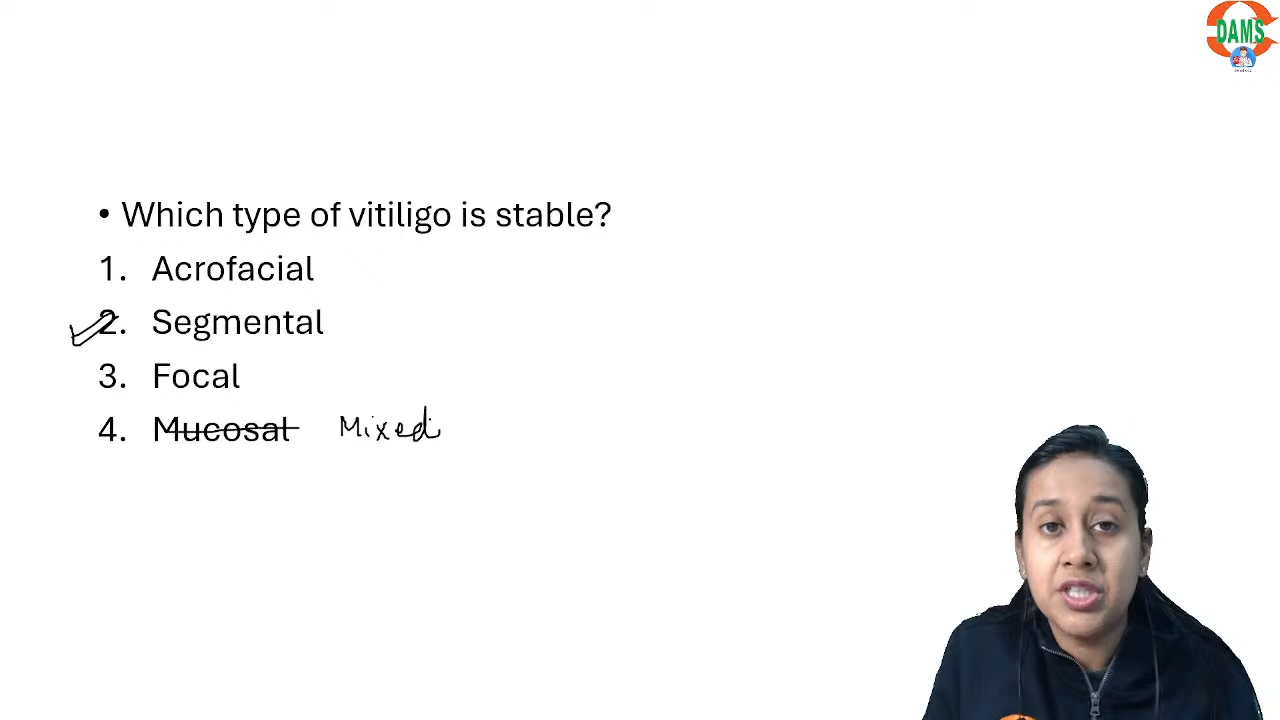 DAMS
• Which type of vitiligo is stable?
1. Acrofacial
2. Segmental
3. Focal
4. Mucosal Mixed